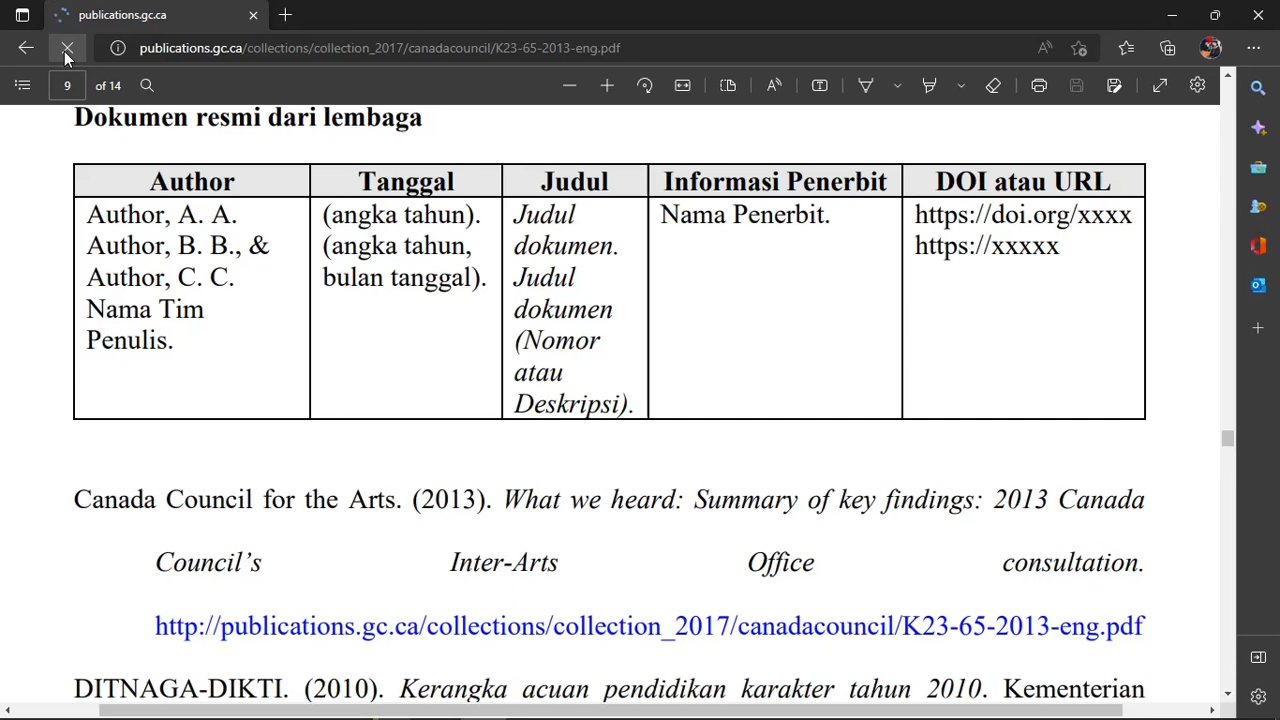 publications.gc.ca
publications.gc.ca/collections/collection_2017/canadacouncil/K23-65-2013-eng.pdf
9 of 14
Dokumen resmi dari lembaga
Author Tanggal Judul Informasi Penerbit DOI atau URL
Author, A. A. (angka tahun). Judul Nama Penerbit. https://doi.org/xxxx
Author, B. B., & (angka tahun, dokumen. https://xxxxx
Author, C. C. bulan tanggal). Judul
Nama Tim dokumen
Penulis. (Nomor
atau
Deskripsi).
Canada Council for the Arts. (2013). What we heard: Summary of key findings: 2013 Canada
Council’s Inter-Arts Office consultation.
http://publications.gc.ca/collections/collection_2017/canadacouncil/K23-65-2013-eng.pdf
DITNAGA-DIKTI. (2010). Kerangka acuan pendidikan karakter tahun 2010. Kementerian